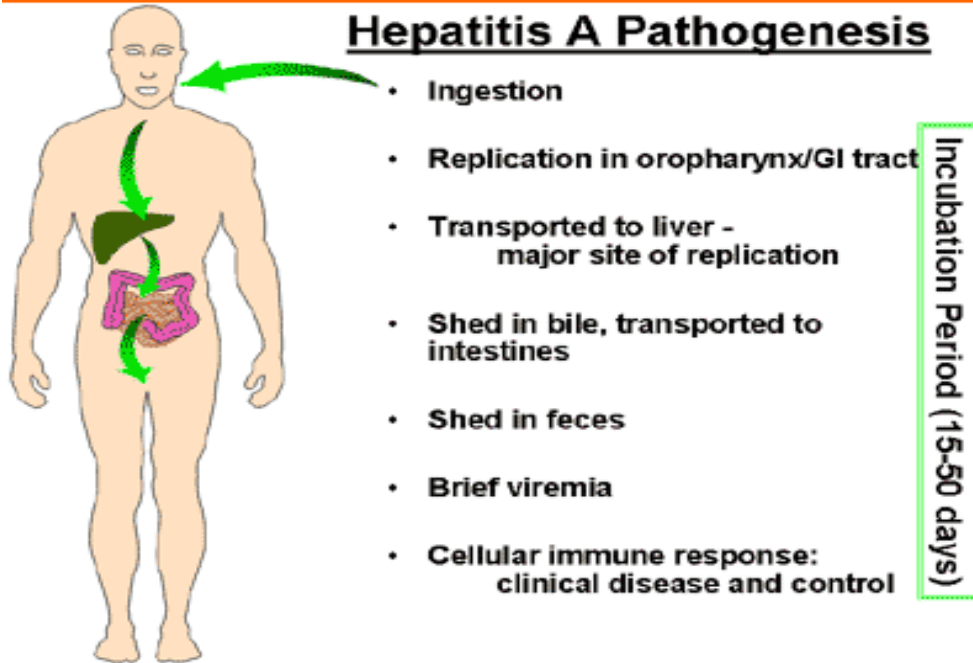 Hepatitis A Pathogenesis
• Ingestion
• Replication in oropharynx/GI tract
• Transported to liver -
major site of replication
• Shed in bile, transported to
intestines
• Shed in feces
• Brief viremia
• Cellular immune response:
clinical disease and control
Incubation Period (15-50 days)